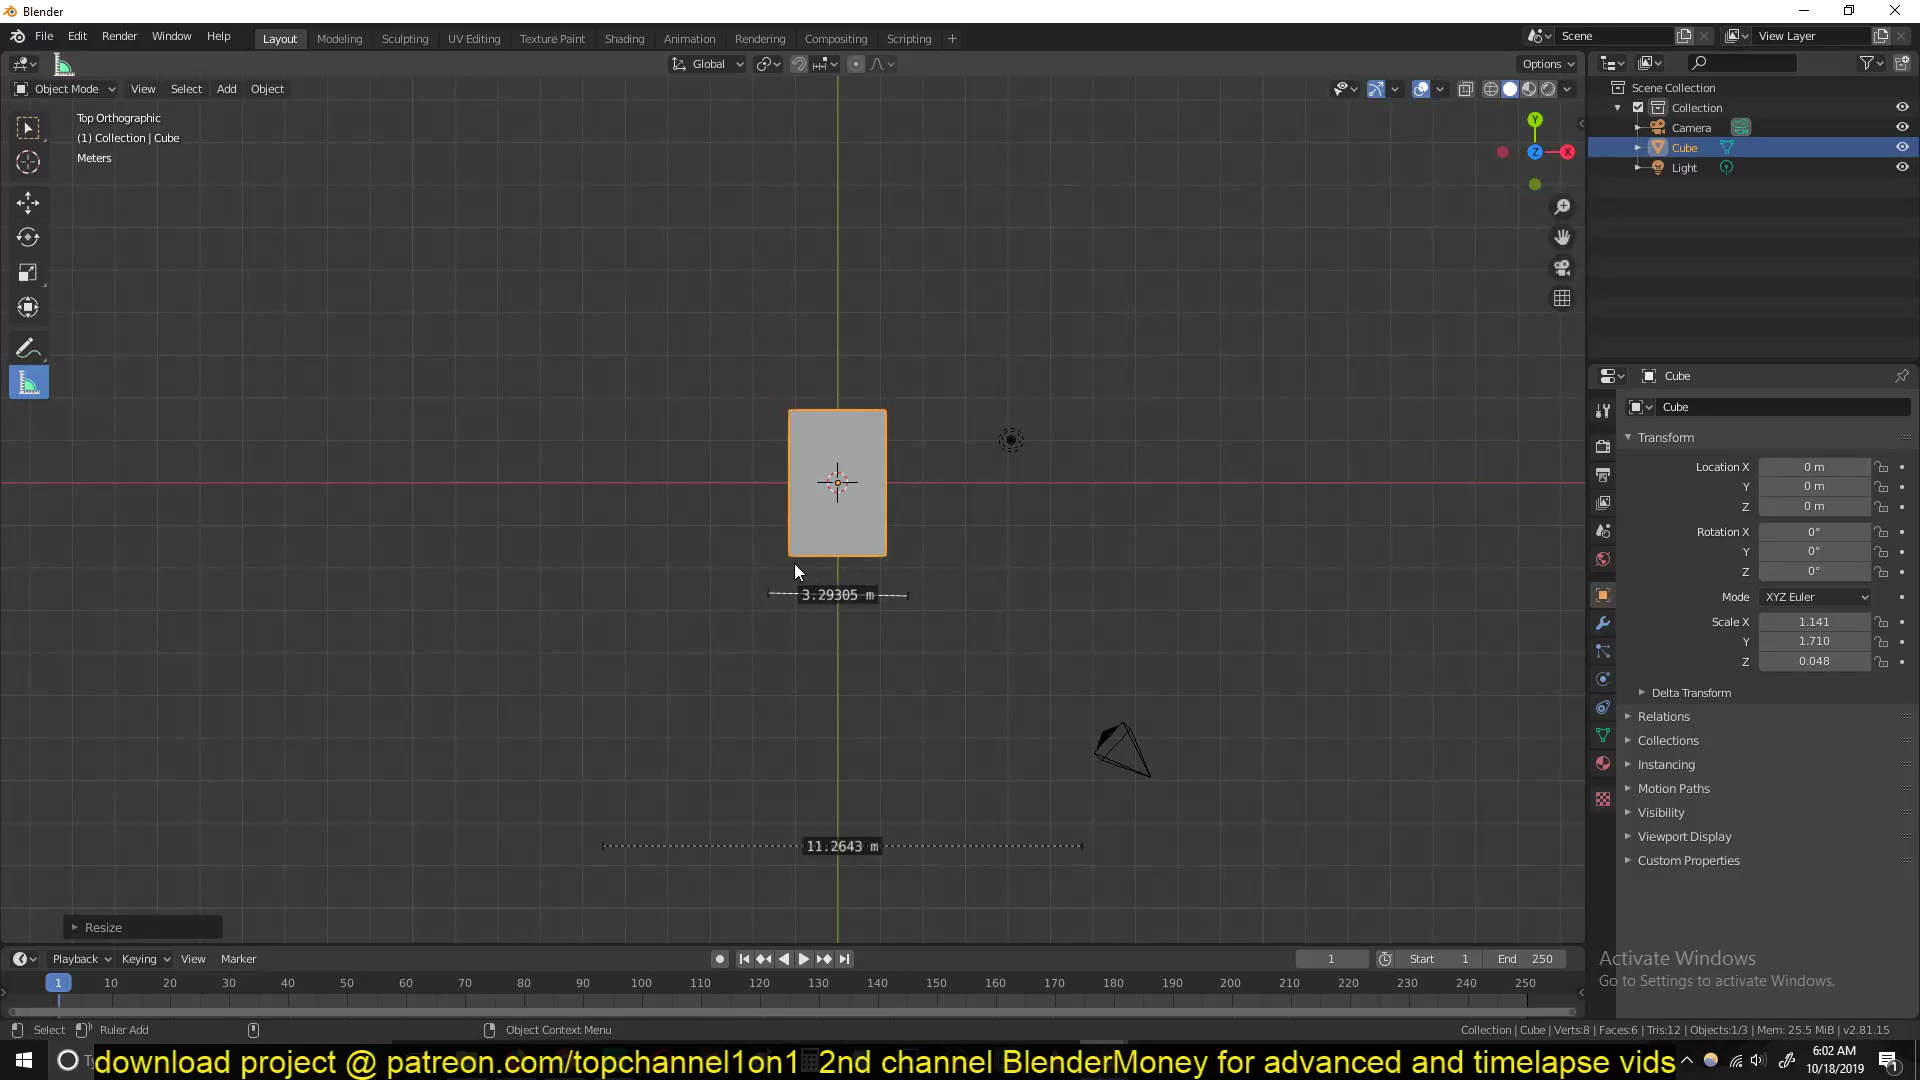 Blender
File Edit Render Window Help
Layout Modeling Sculpting UV Editing Texture Paint Shading Animation Rendering Compositing Scripting
Scene
View Layer
Global
Options
Object Mode View Select Add Object
Top Orthographic
(1) Collection | Cube
Meters
Y
Z
X
3.29305 m
11.2643 m
Resize
Scene Collection
Collection
Camera
Cube
Light
Cube
Cube
Transform
Location X 0 m
Y 0 m
Z 0 m
Rotation X 0°
Y 0°
Z 0°
Mode XYZ Euler
Scale X 1.141
Y 1.710
Z 0.048
Delta Transform
Relations
Collections
Instancing
Motion Paths
Visibility
Viewport Display
Custom Properties
Activate Windows
Go to Settings to activate Windows.
Playback Keying View Marker
1 Start 1 End 250
1 10 20 30 40 50 60 70 80 90 100 110 120 130 140 150 160 170 180 190 200 210 220 230 240 250
Select Ruler Add Object Context Menu
Collection | Cube | Verts:8 | Faces:6 | Tris:12 | Objects:1/3 | Mem: 25.5 MiB | v2.81.15
download project @ patreon.com/topchannel1on1 2nd channel BlenderMoney for advanced and timelapse vids
6:02 AM
10/18/2019
1